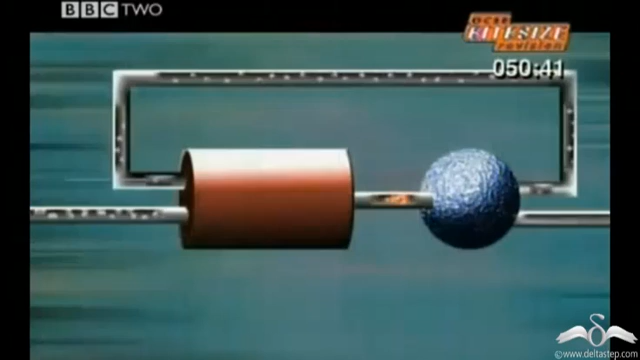 BBC TWO
GCSE
BITESIZE
revision
050:41
©www.deltastep.com